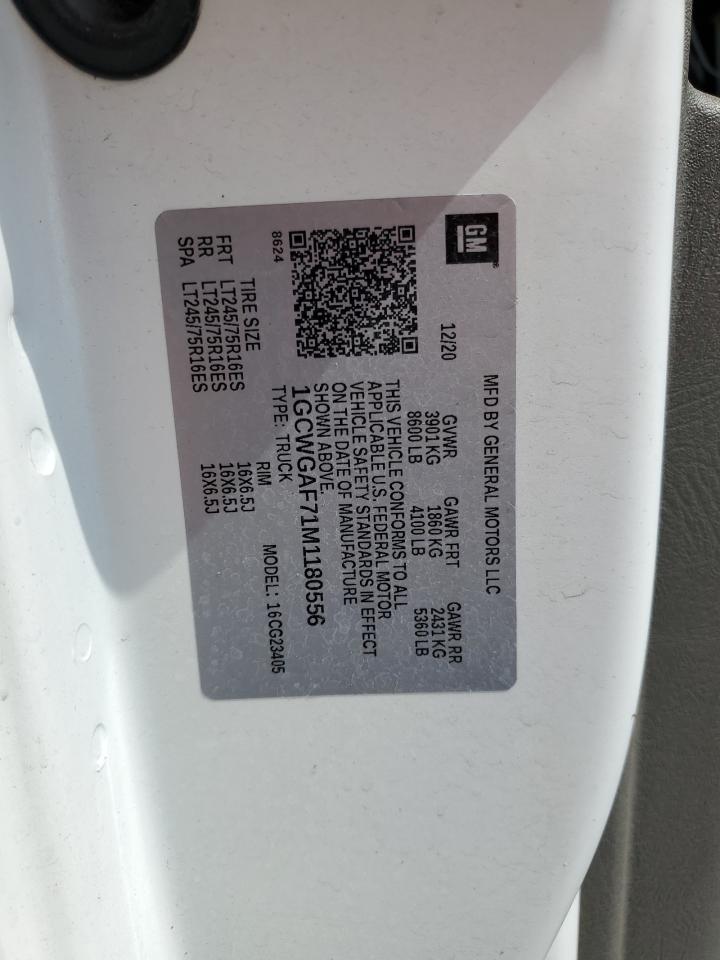 GM
MFD BY GENERAL MOTORS LLC
12/20 GVWR GAWR FRT GAWR RR
3901 KG 1860 KG 2431 KG
8600 LB 4100 LB 5360 LB
THIS VEHICLE CONFORMS TO ALL
APPLICABLE U.S. FEDERAL MOTOR
VEHICLE SAFETY STANDARDS IN EFFECT
ON THE DATE OF MANUFACTURE
SHOWN ABOVE.
1GCWGAF71M1180556
8624 TYPE: TRUCK MODEL: 16CG23405
TIRE SIZE RIM
FRT LT245/75R16ES 16X6.5J
RR LT245/75R16ES 16X6.5J
SPA LT245/75R16ES 16X6.5J